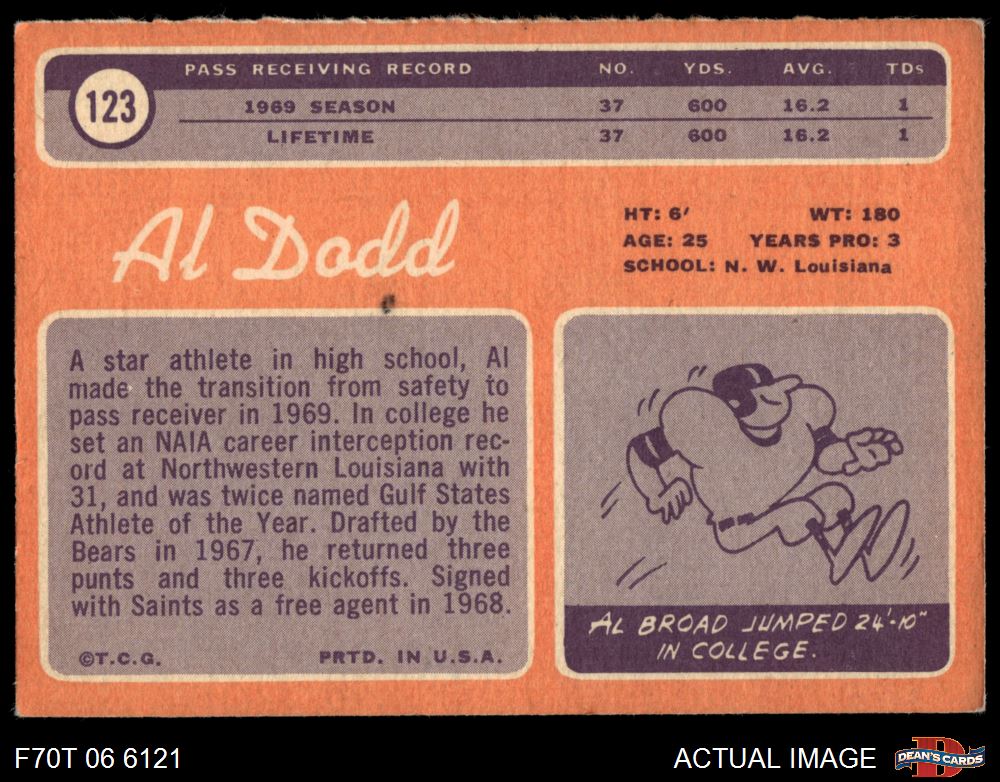 123
PASS RECEIVING RECORD NO. YDS. AVG. TDs
1969 SEASON 37 600 16.2 1
LIFETIME 37 600 16.2 1
Al Dodd
HT: 6' WT: 180
AGE: 25 YEARS PRO: 3
SCHOOL: N. W. Louisiana
A star athlete in high school, Al
made the transition from safety to
pass receiver in 1969. In college he
set an NAIA career interception rec-
ord at Northwestern Louisiana with
31, and was twice named Gulf States
Athlete of the Year. Drafted by the
Bears in 1967, he returned three
punts and three kickoffs. Signed
with Saints as a free agent in 1968.
©T.C.G. PRTD. IN U.S.A.
AL BROAD JUMPED 24'-10"
IN COLLEGE.
F70T 06 6121
ACTUAL IMAGE
D
DEAN'S CARDS